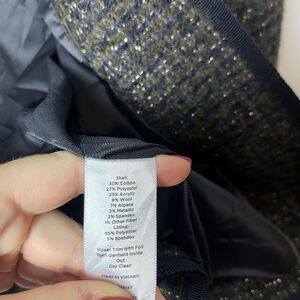 Shell:
30% Cotton
27% Polyester
23% Acrylic
8% Wool
7% Alpaca
2% Metallic
2% Spandex
1% Other Fiber
Lining:
95% Polyester
5% Spandex
Cover Trim With Foil
Turn Garment Inside
Out
Dry Clean
Made In Vietnam